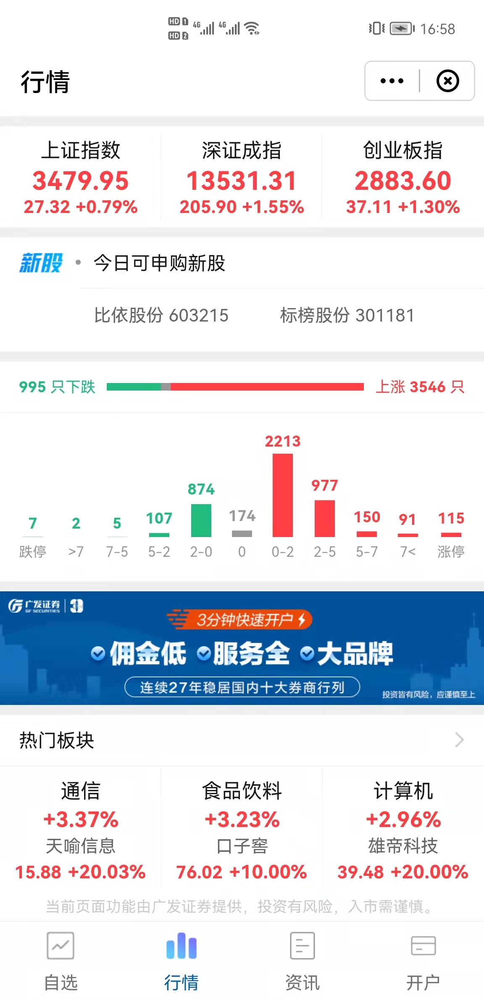 HD 1 4G 4G 16:58
HD 2
行情
上证指数 深证成指 创业板指
3479.95 13531.31 2883.60
27.32 +0.79% 205.90 +1.55% 37.11 +1.30%
新股 • 今日可申购新股
比依股份 603215 标榜股份 301181
995 只下跌 上涨 3546 只
7 2 5 107 874 174 2213 977 150 91 115
跌停 >7 7-5 5-2 2-0 0 0-2 2-5 5-7 7< 涨停
广发证券 30
GF SECURITIES
3分钟快速开户
佣金低 服务全 大品牌
连续27年稳居国内十大券商行列
投资皆有风险，应谨慎至上
热门板块
通信 食品饮料 计算机
+3.37% +3.23% +2.96%
天喻信息 口子窖 雄帝科技
15.88 +20.03% 76.02 +10.00% 39.48 +20.00%
当前页面功能由广发证券提供，投资有风险，入市需谨慎。
自选 行情 资讯 开户